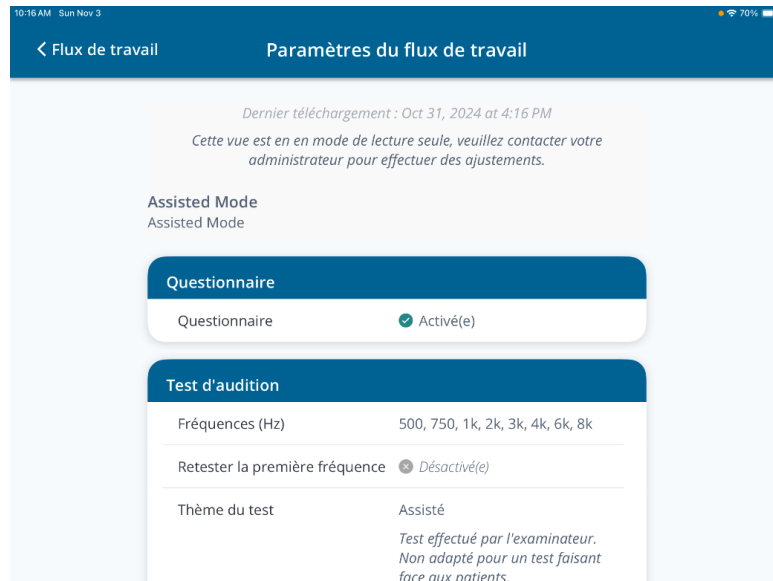 10:16 AM Sun Nov 3
70%
Flux de travail
Paramètres du flux de travail
Dernier téléchargement : Oct 31, 2024 at 4:16 PM
Cette vue est en en mode de lecture seule, veuillez contacter votre
administrateur pour effectuer des ajustements.
Assisted Mode
Assisted Mode
Questionnaire
Questionnaire Activé(e)
Test d'audition
Fréquences (Hz) 500, 750, 1k, 2k, 3k, 4k, 6k, 8k
Retester la première fréquence Désactivé(e)
Thème du test Assisté
Test effectué par l'examinateur.
Non adapté pour un test faisant
face aux patients.